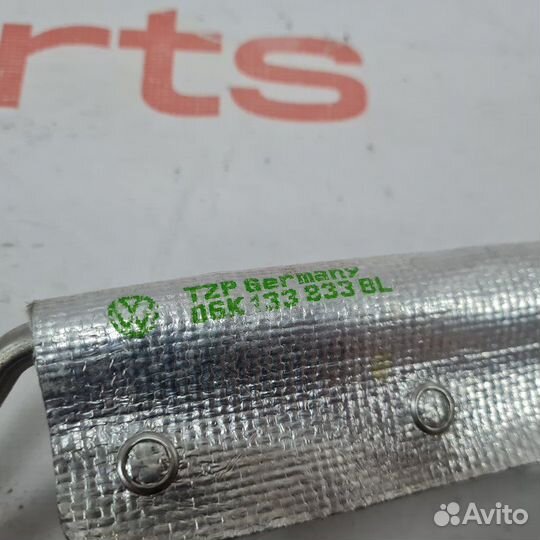 rts
TZP Germany
06K 133 833 BL
Avito